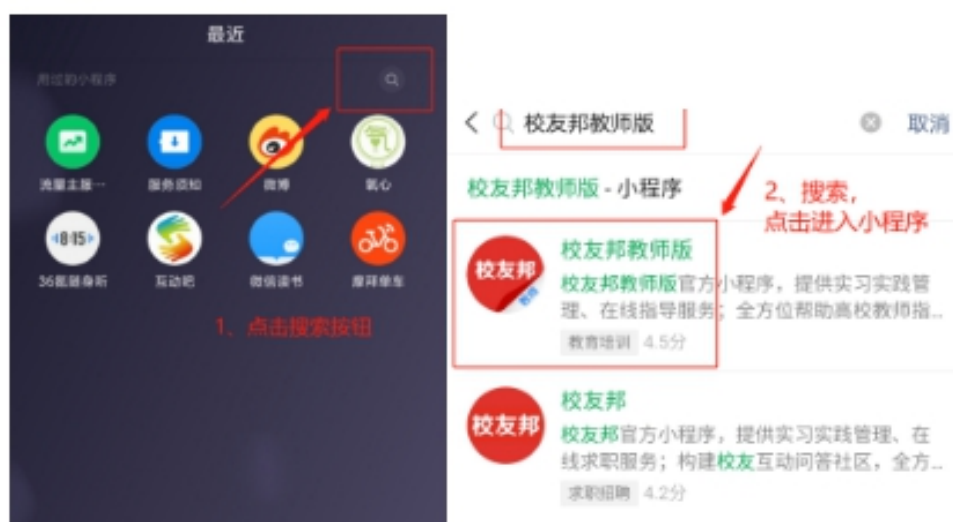 最近
用过的小程序
流量主服…
服务须知
微博
氧心
8:15
36氪随身听
互动吧
微信读书
摩拜单车
1、点击搜索按钮
校友邦教师版
取消
校友邦教师版 - 小程序
2、搜索，
点击进入小程序
校友邦
教师
校友邦教师版
校友邦教师版官方小程序，提供实习实践管
理、在线指导服务；全方位帮助高校教师指...
教育培训 4.5分
校友邦
校友邦
校友邦官方小程序，提供实习实践管理、在
线求职服务；构建校友互动问答社区，全方...
求职招聘 4.2分